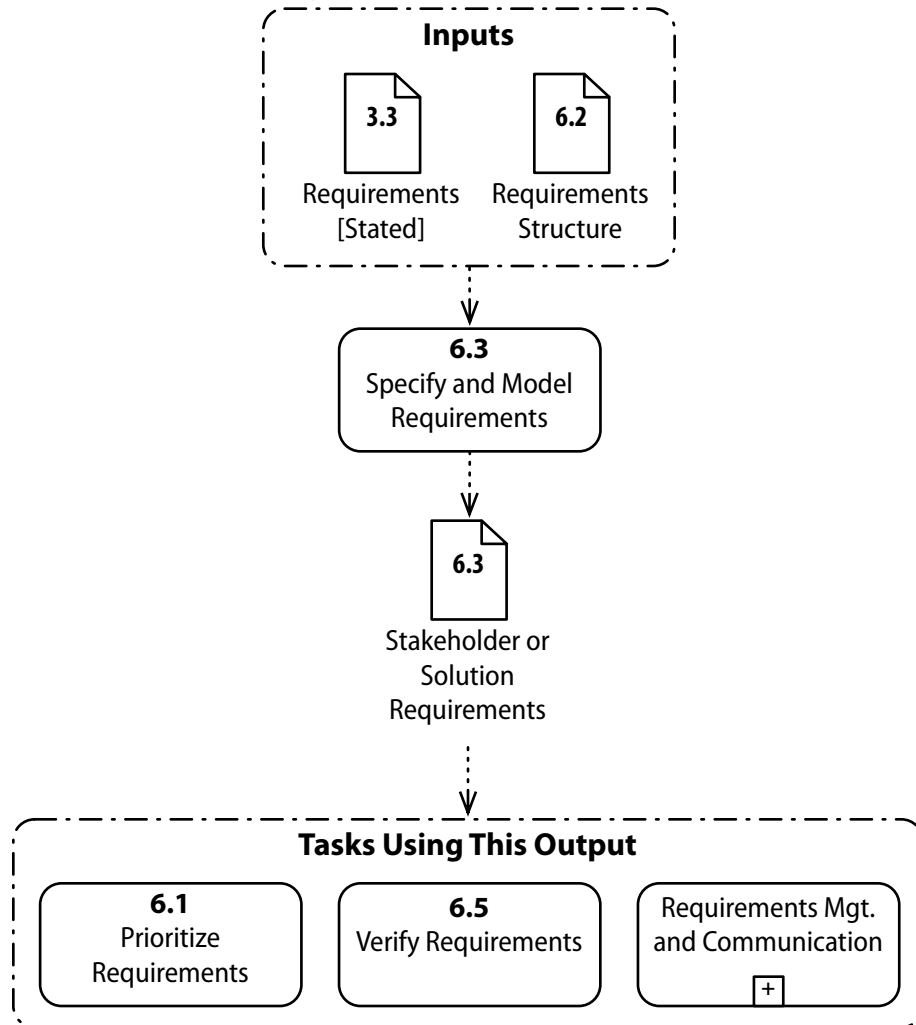 Inputs
3.3
6.2
Requirements
[Stated]
Requirements
Structure
6.3
Specify and Model
Requirements
6.3
Stakeholder or
Solution
Requirements
Tasks Using This Output
6.1
Prioritize
Requirements
6.5
Verify Requirements
Requirements Mgt.
and Communication
+